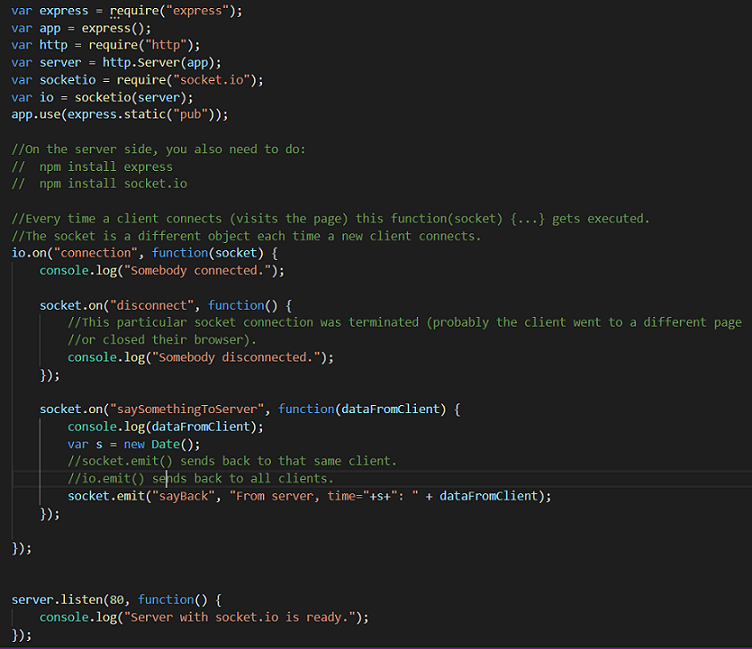 var express = require("express");
var app = express();
var http = require("http");
var server = http.Server(app);
var socketio = require("socket.io");
var io = socketio(server);
app.use(express.static("pub"));

//On the server side, you also need to do:
//  npm install express
//  npm install socket.io

//Every time a client connects (visits the page) this function(socket) {...} gets executed.
//The socket is a different object each time a new client connects.
io.on("connection", function(socket) {
    console.log("Somebody connected.");

    socket.on("disconnect", function() {
        //This particular socket connection was terminated (probably the client went to a different page
        //or closed their browser).
        console.log("Somebody disconnected.");
    });

    socket.on("saySomethingToServer", function(dataFromClient) {
        console.log(dataFromClient);
        var s = new Date();
        //socket.emit() sends back to that same client.
        //io.emit() sends back to all clients.
        socket.emit("sayBack", "From server, time="+s+": " + dataFromClient);
    });

});


server.listen(80, function() {
    console.log("Server with socket.io is ready.");
});